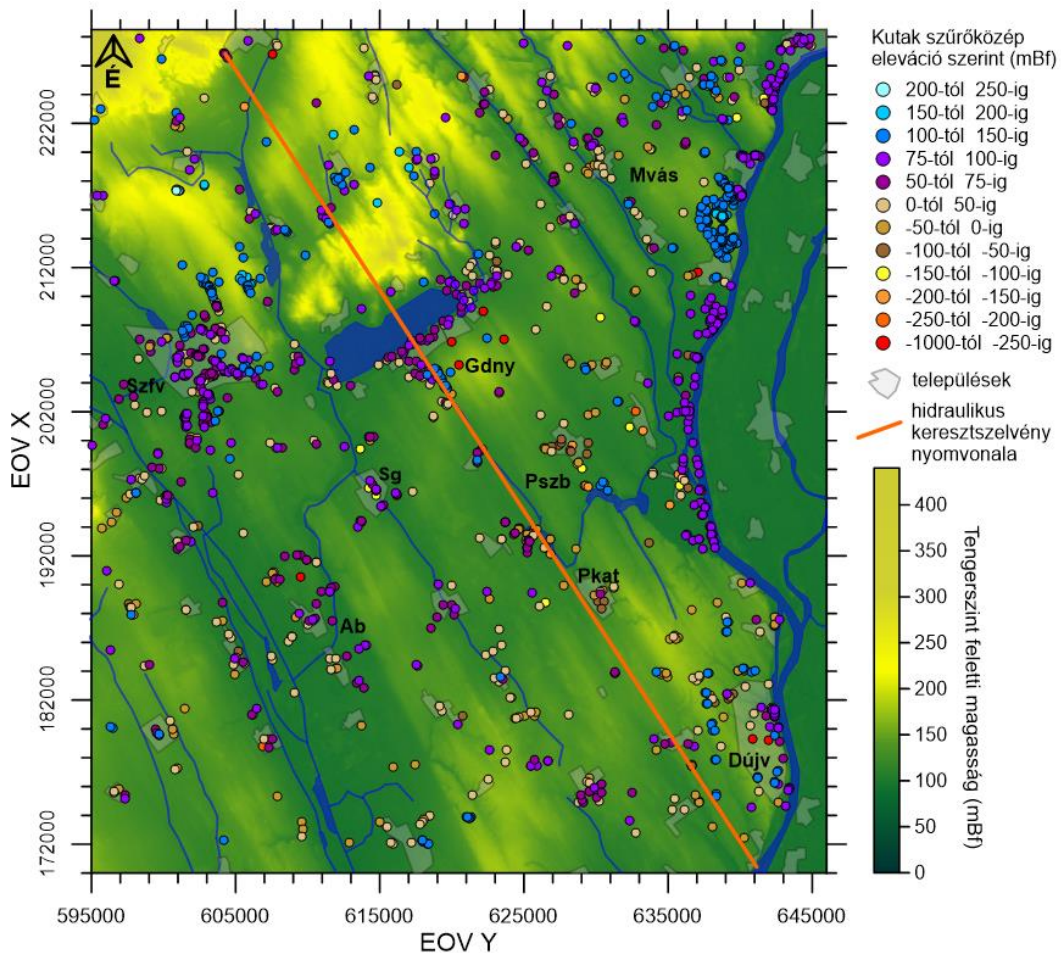 Kutak szűrőközép
eleváció szerint (mBf)
200-tól 250-ig
150-tól 200-ig
100-tól 150-ig
75-tól 100-ig
50-tól 75-ig
0-tól 50-ig
-50-tól 0-ig
-100-tól -50-ig
-150-tól -100-ig
-200-tól -150-ig
-250-tól -200-ig
-1000-tól -250-ig
települések
hidraulikus
keresztszelvény
nyomvonala
400
350
300
250
200
150
100
50
0
Tengerszint feletti magasság (mBf)
É
Mvás
Gdny
Szfv
Sg
Pszb
Pkat
Ab
Dújv
EOV X
222000
212000
202000
192000
182000
172000
595000 605000 615000 625000 635000 645000
EOV Y